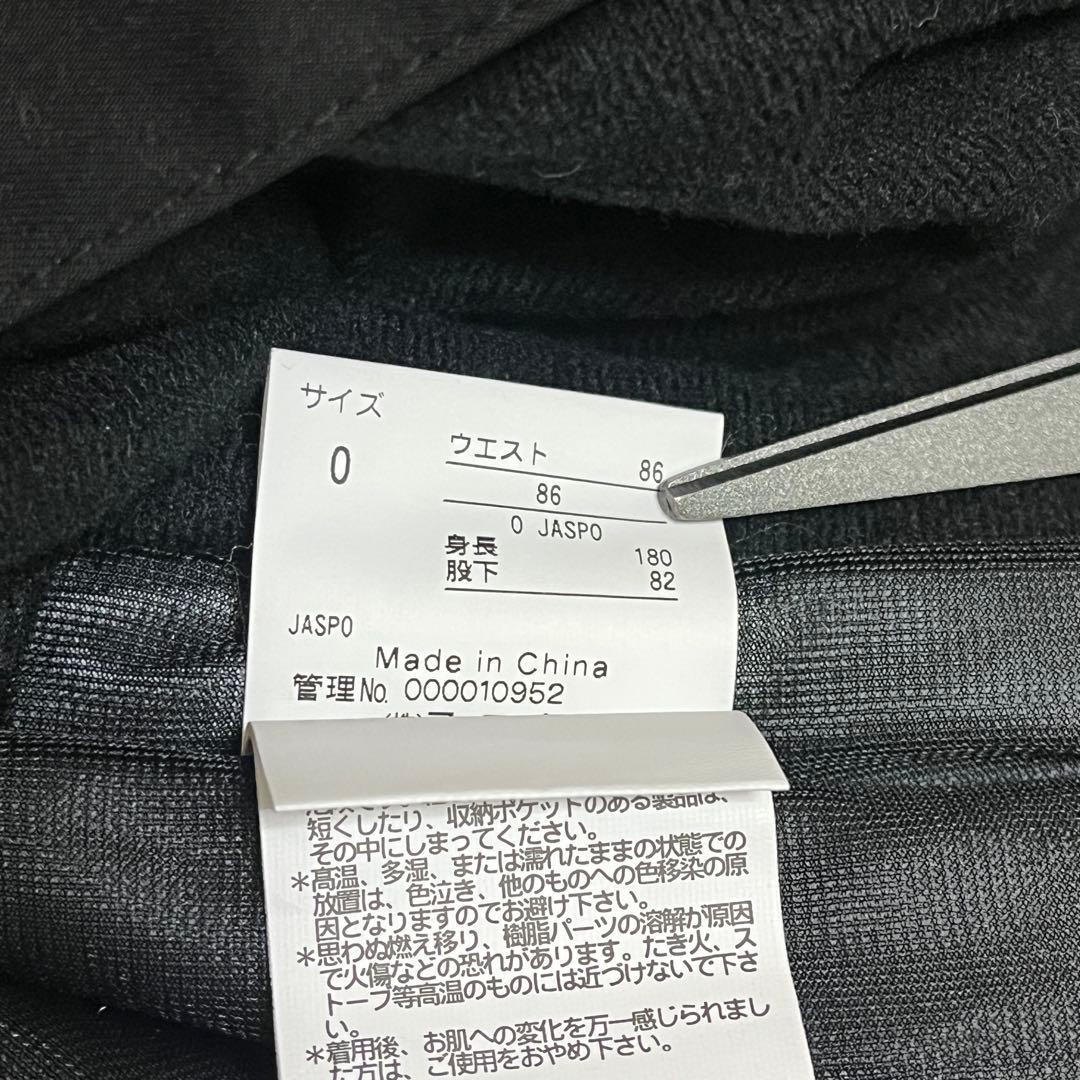 サイズ
0
ウエスト 86
86
0 JASPO
身長 180
股下 82
JASPO
Made in China
管理No. 000010952
短くしたり、収納ポケットのある製品は、
その中にしまってください。
*高温、多湿、または濡れたままの状態での
放置は、色泣き、他のものへの色移染の原
因となりますのでお避け下さい。
*思わぬ燃え移り、樹脂パーツの溶解が原因
で火傷などの恐れがあります。たき火、ス
トーブ等高温のものには近づけないで下さ
い。
*着用後、お肌への変化を万一感じられまし
た方は、ご使用をおやめ下さい。